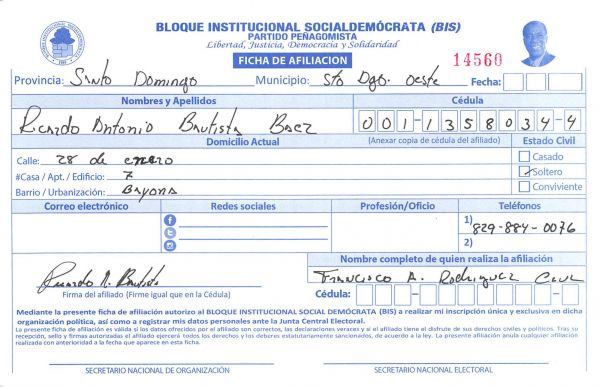 BLOQUE INSTITUCIONAL SOCIALDEMÓCRATA (BIS)
PARTIDO PEÑAGOMISTA
Libertad, Justicia, Democracia y Solidaridad
FICHA DE AFILIACION
14560
Provincia: Santo Domingo Municipio: Sto Dgo. Oeste Fecha:
Nombres y Apellidos Cédula
Ricardo Antonio Bautista Baez 001-1358034-4
Domicilio Actual (Anexar copia de cédula del afiliado) Estado Civil
Calle: 28 de enero Casado
#Casa / Apt. / Edificio: 7 Soltero
Barrio / Urbanización: Bayona Conviviente
Correo electrónico Redes sociales Profesión/Oficio Teléfonos
1) 829-884-0076
2)
Nombre completo de quien realiza la afiliación
Ricardo A. Bautista Francisco A. Rodriguez Cruz
Firma del afiliado (Firme igual que en la Cédula) Cédula:
Mediante la presente ficha de afiliación autorizo al BLOQUE INSTITUCIONAL SOCIAL DEMÓCRATA (BIS) a realizar mi inscripción única y exclusiva en dicha
organización política, así como a registrar mis datos personales ante la Junta Central Electoral.
La presente ficha de afiliación es válida si los datos ofrecidos por el afiliado son correctos, las declaraciones veraces y si el afiliado tiene el disfrute de sus derechos civiles y políticos. Tras su
recepción, sello y firmas autorizadas el afiliado ejercerá todos los derechos y los deberes estatutariamente sancionados, de acuerdo a la ley. La presente afiliación anula cualquier afiliación
realizada con anterioridad a la fecha que aparece en esta ficha.
SECRETARIO NACIONAL DE ORGANIZACIÓN SECRETARIO NACIONAL ELECTORAL